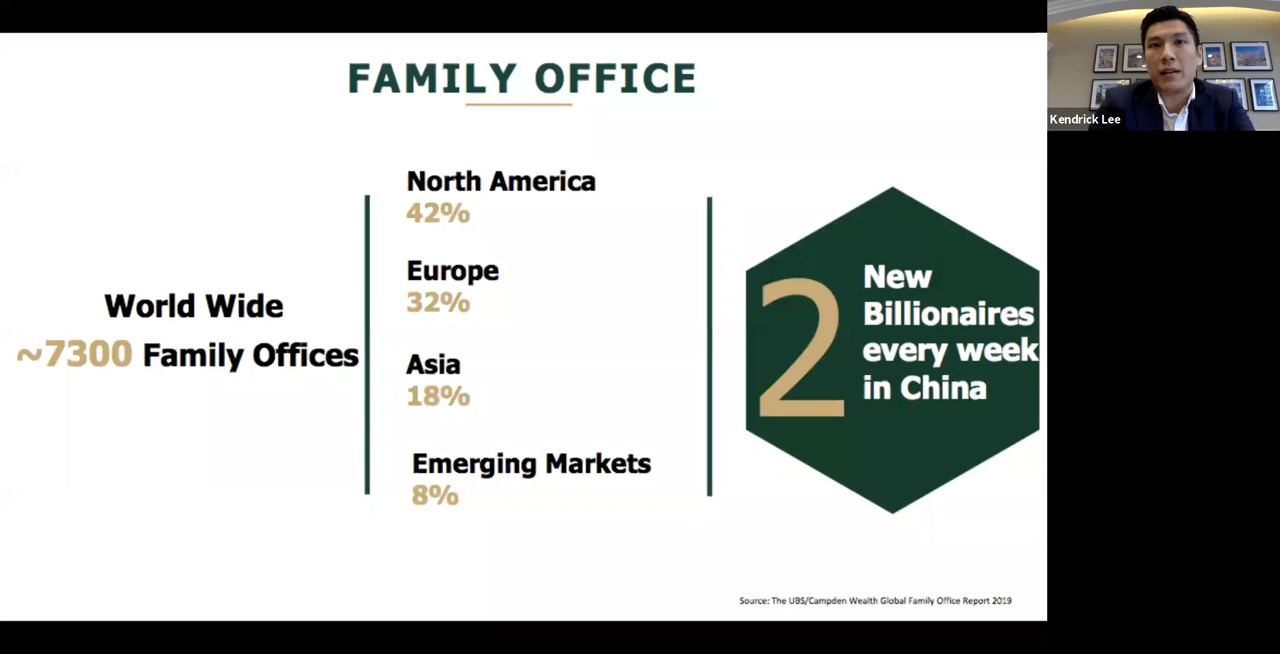 FAMILY OFFICE
World Wide
~7300 Family Offices
North America
42%
Europe
32%
Asia
18%
Emerging Markets
8%
2
New
Billionaires
every week
in China
Source: The UBS/Campden Wealth Global Family Office Report 2019
Kendrick Lee